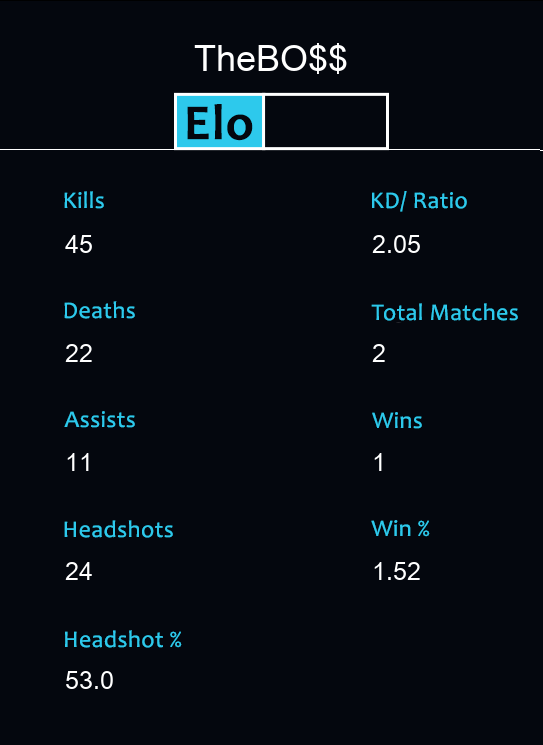 TheBO$$
Elo
Kills
KD/ Ratio
45
2.05
Deaths
Total Matches
22
2
Assists
Wins
11
1
Headshots
Win %
24
1.52
Headshot %
53.0